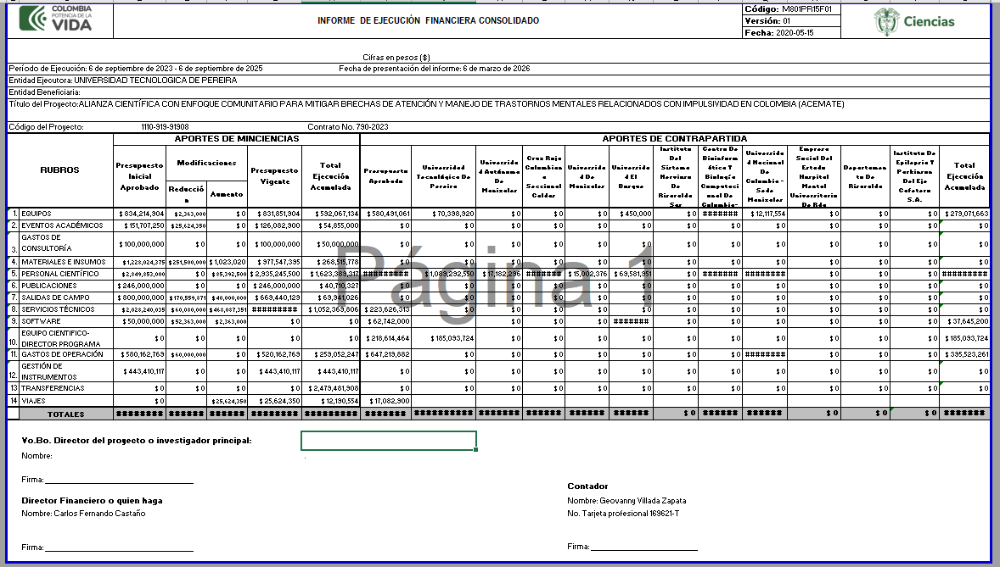 COLOMBIA
POTENCIA DE LA
VIDA
INFORME DE EJECUCIÓN FINANCIERA CONSOLIDADO
Código: M801PR15F01
Versión: 01
Fecha: 2020-05-15
Ciencias
Cifras en pesos ($)
Período de Ejecución: 6 de septiembre de 2023 - 6 de septiembre de 2025 Fecha de presentación del informe: 6 de marzo de 2026
Entidad Ejecutora: UNIVERSIDAD TECNOLOGICA DE PEREIRA
Entidad Beneficiaria:
Título del Proyecto:ALIANZA CIENTÍFICA CON ENFOQUE COMUNITARIO PARA MITIGAR BRECHAS DE ATENCIÓN Y MANEJO DE TRASTORNOS MENTALES RELACIONADOS CON IMPULSIVIDAD EN COLOMBIA (ACEMATE)
Código del Proyecto: 1110-919-91908 Contrato No. 790-2023
RUBROS APORTES DE MINCIENCIAS APORTES DE CONTRAPARTIDA
Presupuesto Inicial Aprobado Modificaciones Reducción Aumento Presupuesto Vigente Total Ejecución Acumulada Presupuesto Aprobado Universidad Tecnológica De Pereira Universidad Autónoma De Manizales Cruz Roja Colombiana Seccional Caldas Universidad De Manizales Universidad El Bosque Instituto Del Sistema Nervioso De Risaralda Sas Centro De Bioinformática Y Biología Computacional De Colombia- Universidad Nacional De Colombia - Sede Manizales Empresa Social Del Estado Hospital Mental Universitario De Rda Departamento De Risaralda Instituto De Epilepsia Y Parkinson Del Eje Cafetero S.A. Total Ejecución Acumulada
1. EQUIPOS $ 834,214,904 $2,363,000 $ 0 $ 831,851,904 $ 592,067,134 $ 580,491,061 $ 70,398,920 $ 0 $ 0 $ 0 $ 450,000 $ 0 ####### $ 12,117,554 $ 0 $ 0 $ 0 $ 279,071,663
2. EVENTOS ACADÉMICOS $ 151,707,250 $25,624,350 $ 0 $ 126,082,900 $ 54,855,000 $ 0 $ 0 $ 0 $ 0 $ 0 $ 0 $ 0 $ 0 $ 0 $ 0 $ 0 $ 0 $ 0
3. GASTOS DE CONSULTORÍA $ 100,000,000 $ 0 $ 0 $ 100,000,000 $ 50,000,000 $ 0 $ 0 $ 0 $ 0 $ 0 $ 0 $ 0 $ 0 $ 0 $ 0 $ 0 $ 0 $ 0
4. MATERIALES E INSUMOS $1,228,024,375 $251,500,000 $ 1,023,020 $ 977,547,395 $ 268,515,778 $ 0 $ 0 $ 0 $ 0 $ 0 $ 0 $ 0 $ 0 $ 0 $ 0 $ 0 $ 0 $ 0
5. PERSONAL CIENTÍFICO $2,849,853,000 $ 0 $85,392,500 $ 2,935,245,500 $ 1,623,389,317 ######### $ 1,089,292,550 $ 17,182,296 ####### $ 15,002,376 $ 69,581,951 $ 0 ####### ######## $ 0 $ 0 $ 0 #########
6. PUBLICACIONES $ 246,000,000 $ 0 $ 0 $ 246,000,000 $ 40,710,327 $ 0 $ 0 $ 0 $ 0 $ 0 $ 0 $ 0 $ 0 $ 0 $ 0 $ 0 $ 0 $ 0
7. SALIDAS DE CAMPO $ 800,000,000 $170,559,871 $40,000,000 $ 669,440,129 $ 69,941,026 $ 0 $ 0 $ 0 $ 0 $ 0 $ 0 $ 0 $ 0 $ 0 $ 0 $ 0 $ 0 $ 0
8. SERVICIOS TÉCNICOS $2,028,240,035 $60,080,000 $468,087,351 ######### $ 1,052,369,806 $ 223,626,313 $ 0 $ 0 $ 0 $ 0 $ 0 $ 0 $ 0 $ 0 $ 0 $ 0 $ 0 $ 0
9. SOFTWARE $ 50,000,000 $52,363,000 $2,363,000 $ 0 $ 0 $ 62,742,000 $ 0 $ 0 $ 0 $ 0 ####### $ 0 $ 0 $ 0 $ 0 $ 0 $ 0 $ 37,645,200
10. EQUIPO CIENTIFICO-DIRECTOR PROGRAMA $ 0 $ 0 $ 0 $ 0 $ 0 $ 218,614,464 $ 185,093,724 $ 0 $ 0 $ 0 $ 0 $ 0 $ 0 $ 0 $ 0 $ 0 $ 0 $ 185,093,724
11. GASTOS DE OPERACIÓN $ 580,162,769 $60,000,000 $ 0 $ 520,162,769 $ 259,052,247 $ 647,219,882 $ 0 $ 0 $ 0 $ 0 $ 0 $ 0 $ 0 ######## $ 0 $ 0 $ 0 $ 395,523,261
12. GESTIÓN DE INSTRUMENTOS $ 443,410,117 $ 0 $ 0 $ 443,410,117 $ 443,410,117 $ 0 $ 0 $ 0 $ 0 $ 0 $ 0 $ 0 $ 0 $ 0 $ 0 $ 0 $ 0 $ 0
13 TRANSFERENCIAS $ 0 $ 0 $ 0 $ 0 $ 2,479,481,908 $ 0 $ 0 $ 0 $ 0 $ 0 $ 0 $ 0 $ 0 $ 0 $ 0 $ 0 $ 0 $ 0
14 VIAJES $ 0 $25,624,350 $ 25,624,350 $ 12,190,554 $ 17,082,900
TOTALES ######## ###### ###### ######### ######### ####### ########## ####### ###### ###### ###### $ 0 ###### ###### $ 0 $ 0 $ 0 #######
Página 1
Vo.Bo. Director del proyecto o investigador principal:
Nombre:
Firma:
Director Financiero o quien haga
Nombre: Carlos Fernando Castaño
Firma:
Contador
Nombre: Geovanny Villada Zapata
No. Tarjeta profesional 169621-T
Firma: